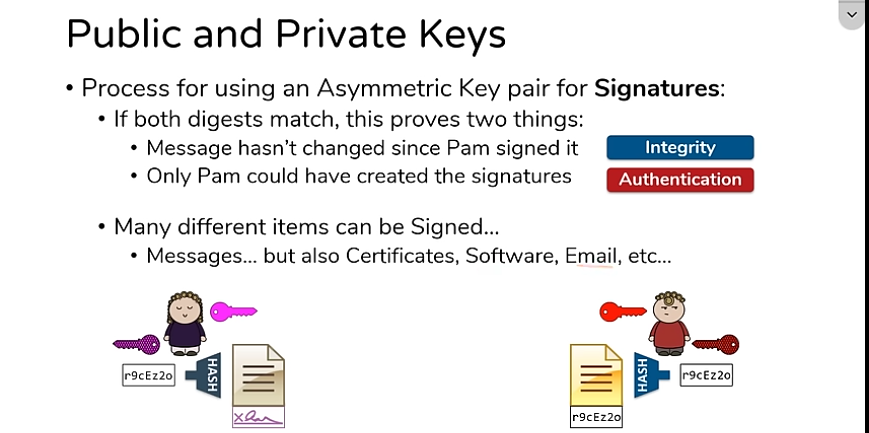 Public and Private Keys
• Process for using an Asymmetric Key pair for Signatures:
• If both digests match, this proves two things:
• Message hasn't changed since Pam signed it
Integrity
• Only Pam could have created the signatures
Authentication
• Many different items can be Signed...
• Messages... but also Certificates, Software, Email, etc...
r9cEz2o
HASH
HASH
r9cEz2o
r9cEz2o